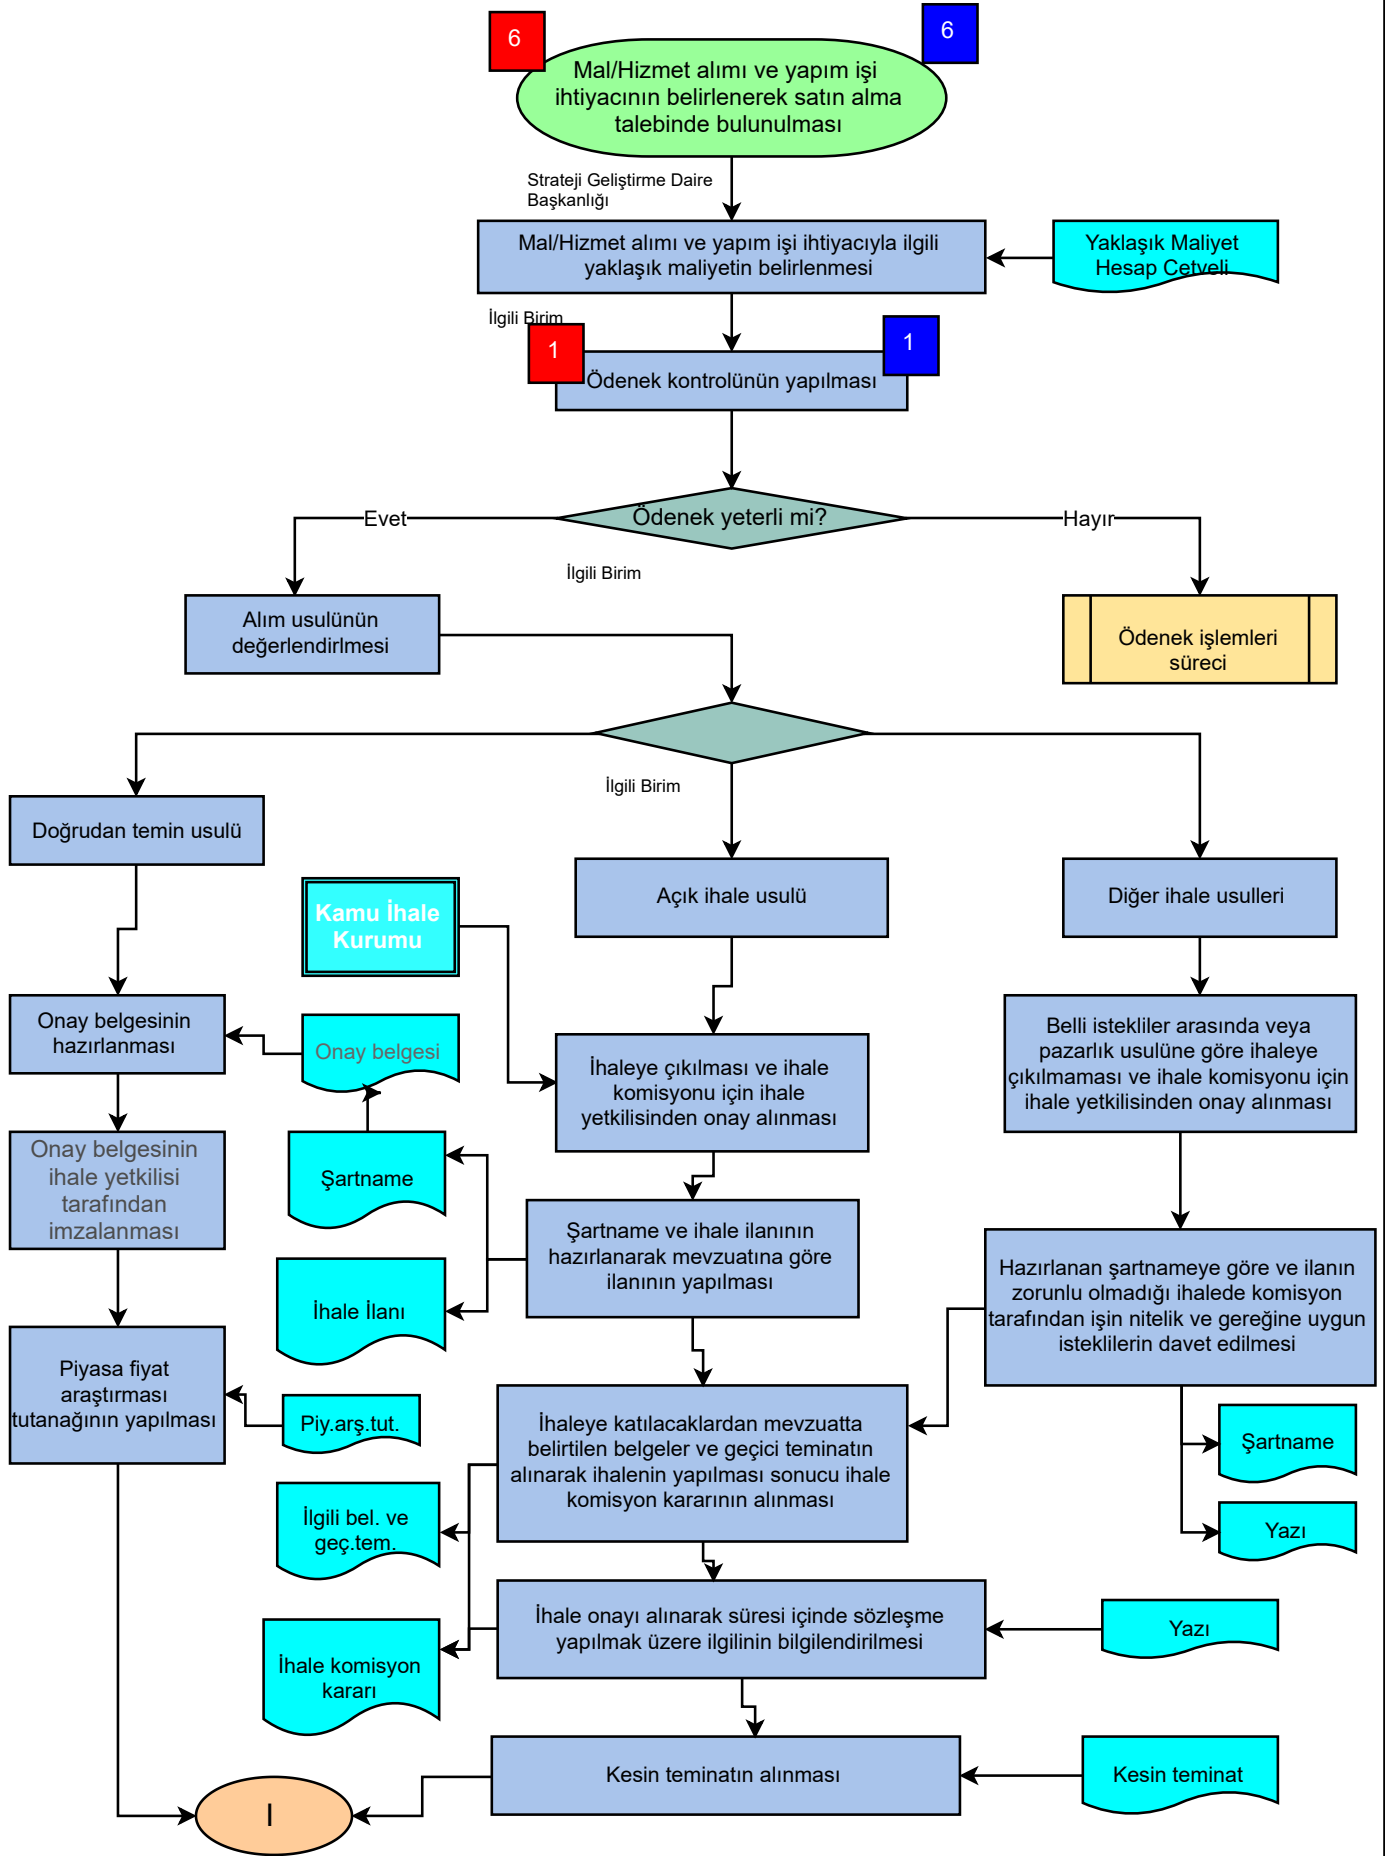 6
6
Mal/Hizmet alımı ve yapım işi
ihtiyacının belirlenerek satın alma
talebinde bulunulması
Strateji Geliştirme Daire
Başkanlığı
Mal/Hizmet alımı ve yapım işi ihtiyacıyla ilgili
yaklaşık maliyetin belirlenmesi
Yaklaşık Maliyet
Hesap Cetveli
İlgili Birim
1
1
Ödenek kontrolünün yapılması
Evet
Ödenek yeterli mi?
Hayır
İlgili Birim
Alım usulünün
değerlendirlmesi
Ödenek işlemleri
süreci
İlgili Birim
Doğrudan temin usulü
Açık ihale usulü
Diğer ihale usulleri
Kamu İhale
Kurumu
Onay belgesinin
hazırlanması
Onay belgesi
İhaleye çıkılması ve ihale
komisyonu için ihale
yetkilisinden onay alınması
Belli istekliler arasında veya
pazarlık usulüne göre ihaleye
çıkılmaması ve ihale komisyonu için
ihale yetkilisinden onay alınması
Onay belgesinin
ihale yetkilisi
tarafından
imzalanması
Şartname
Şartname ve ihale ilanının
hazırlanarak mevzuatına göre
ilanının yapılması
Hazırlanan şartnameye göre ve ilanın
zorunlu olmadığı ihalede komisyon
tarafından işin nitelik ve gereğine uygun
isteklilerin davet edilmesi
İhale İlanı
Piyasa fiyat
araştırması
tutanağının yapılması
Piy.arş.tut.
İhaleye katılacaklardan mevzuatta
belirtilen belgeler ve geçici teminatın
alınarak ihalenin yapılması sonucu ihale
komisyon kararının alınması
Şartname
İlgili bel. ve
geç.tem.
Yazı
İhale onayı alınarak süresi içinde sözleşme
yapılmak üzere ilgilinin bilgilendirilmesi
Yazı
İhale komisyon
kararı
Kesin teminatın alınması
Kesin teminat
I